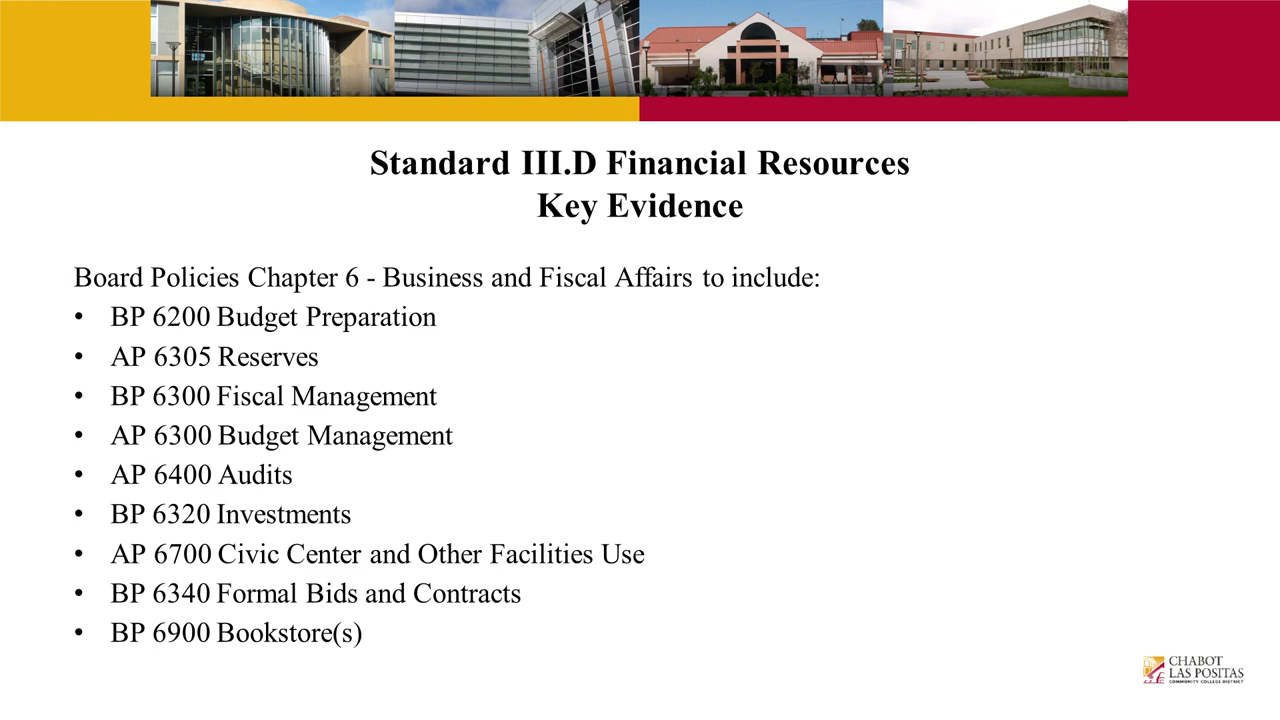 Standard III.D Financial Resources
Key Evidence
Board Policies Chapter 6 - Business and Fiscal Affairs to include:
• BP 6200 Budget Preparation
• AP 6305 Reserves
• BP 6300 Fiscal Management
• AP 6300 Budget Management
• AP 6400 Audits
• BP 6320 Investments
• AP 6700 Civic Center and Other Facilities Use
• BP 6340 Formal Bids and Contracts
• BP 6900 Bookstore(s)
CHABOT
LAS POSITAS
COMMUNITY COLLEGE DISTRICT